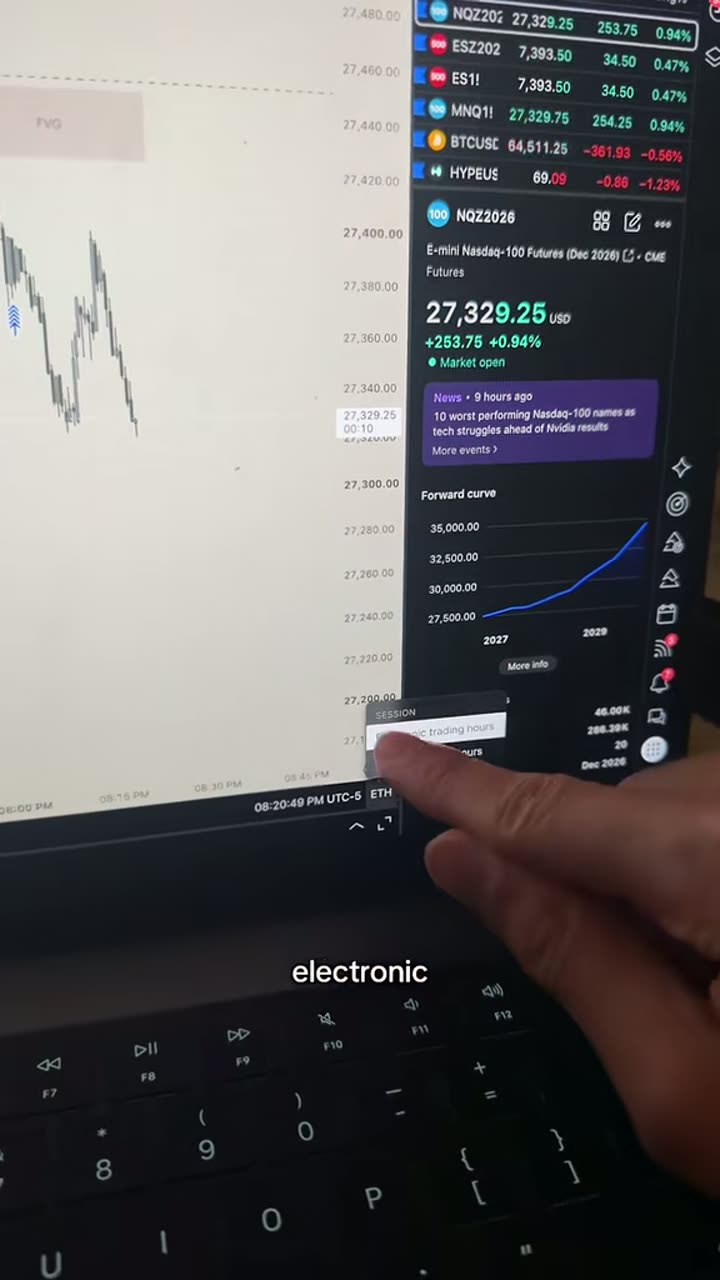 27,480.00
27,460.00
27,440.00
27,420.00
27,400.00
27,380.00
27,360.00
27,340.00
27,329.25
00:10
27,320.00
27,300.00
27,280.00
27,260.00
27,240.00
27,220.00
27,200.00
FVG
NQZ202 27,329.25 253.75 0.94%
ESZ202 7,393.50 34.50 0.47%
ES1! 7,393.50 34.50 0.47%
MNQ1! 27,329.75 254.25 0.94%
BTCUSD 64,511.25 −361.93 −0.56%
HYPEUS 69.09 −0.86 −1.23%
100 NQZ2026
E-mini Nasdaq-100 Futures (Dec 2026) • CME
Futures
27,329.25 USD
+253.75 +0.94%
Market open
News • 9 hours ago
10 worst performing Nasdaq-100 names as
tech struggles ahead of Nvidia results
More events >
Forward curve
35,000.00
32,500.00
30,000.00
27,500.00
2027 2029
More info
46.00K
286.39K
20
Dec 2026
SESSION
trading hours
08:15 PM 08:30 PM 08:45 PM
08:20:49 PM UTC-5 ETH
electronic
F7 F8 F9 F10 F11 F12
* ( ) _ +
8 9 0 - =
U I O P { [ } ]
"